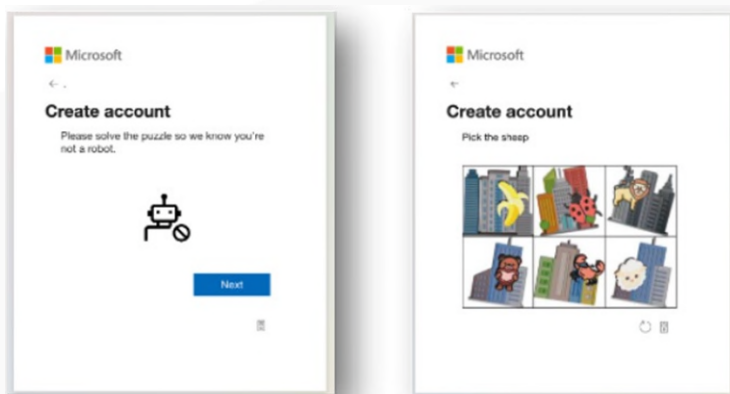 Microsoft
Create account
Please solve the puzzle so we know you're
not a robot.
Next
Microsoft
Create account
Pick the sheep